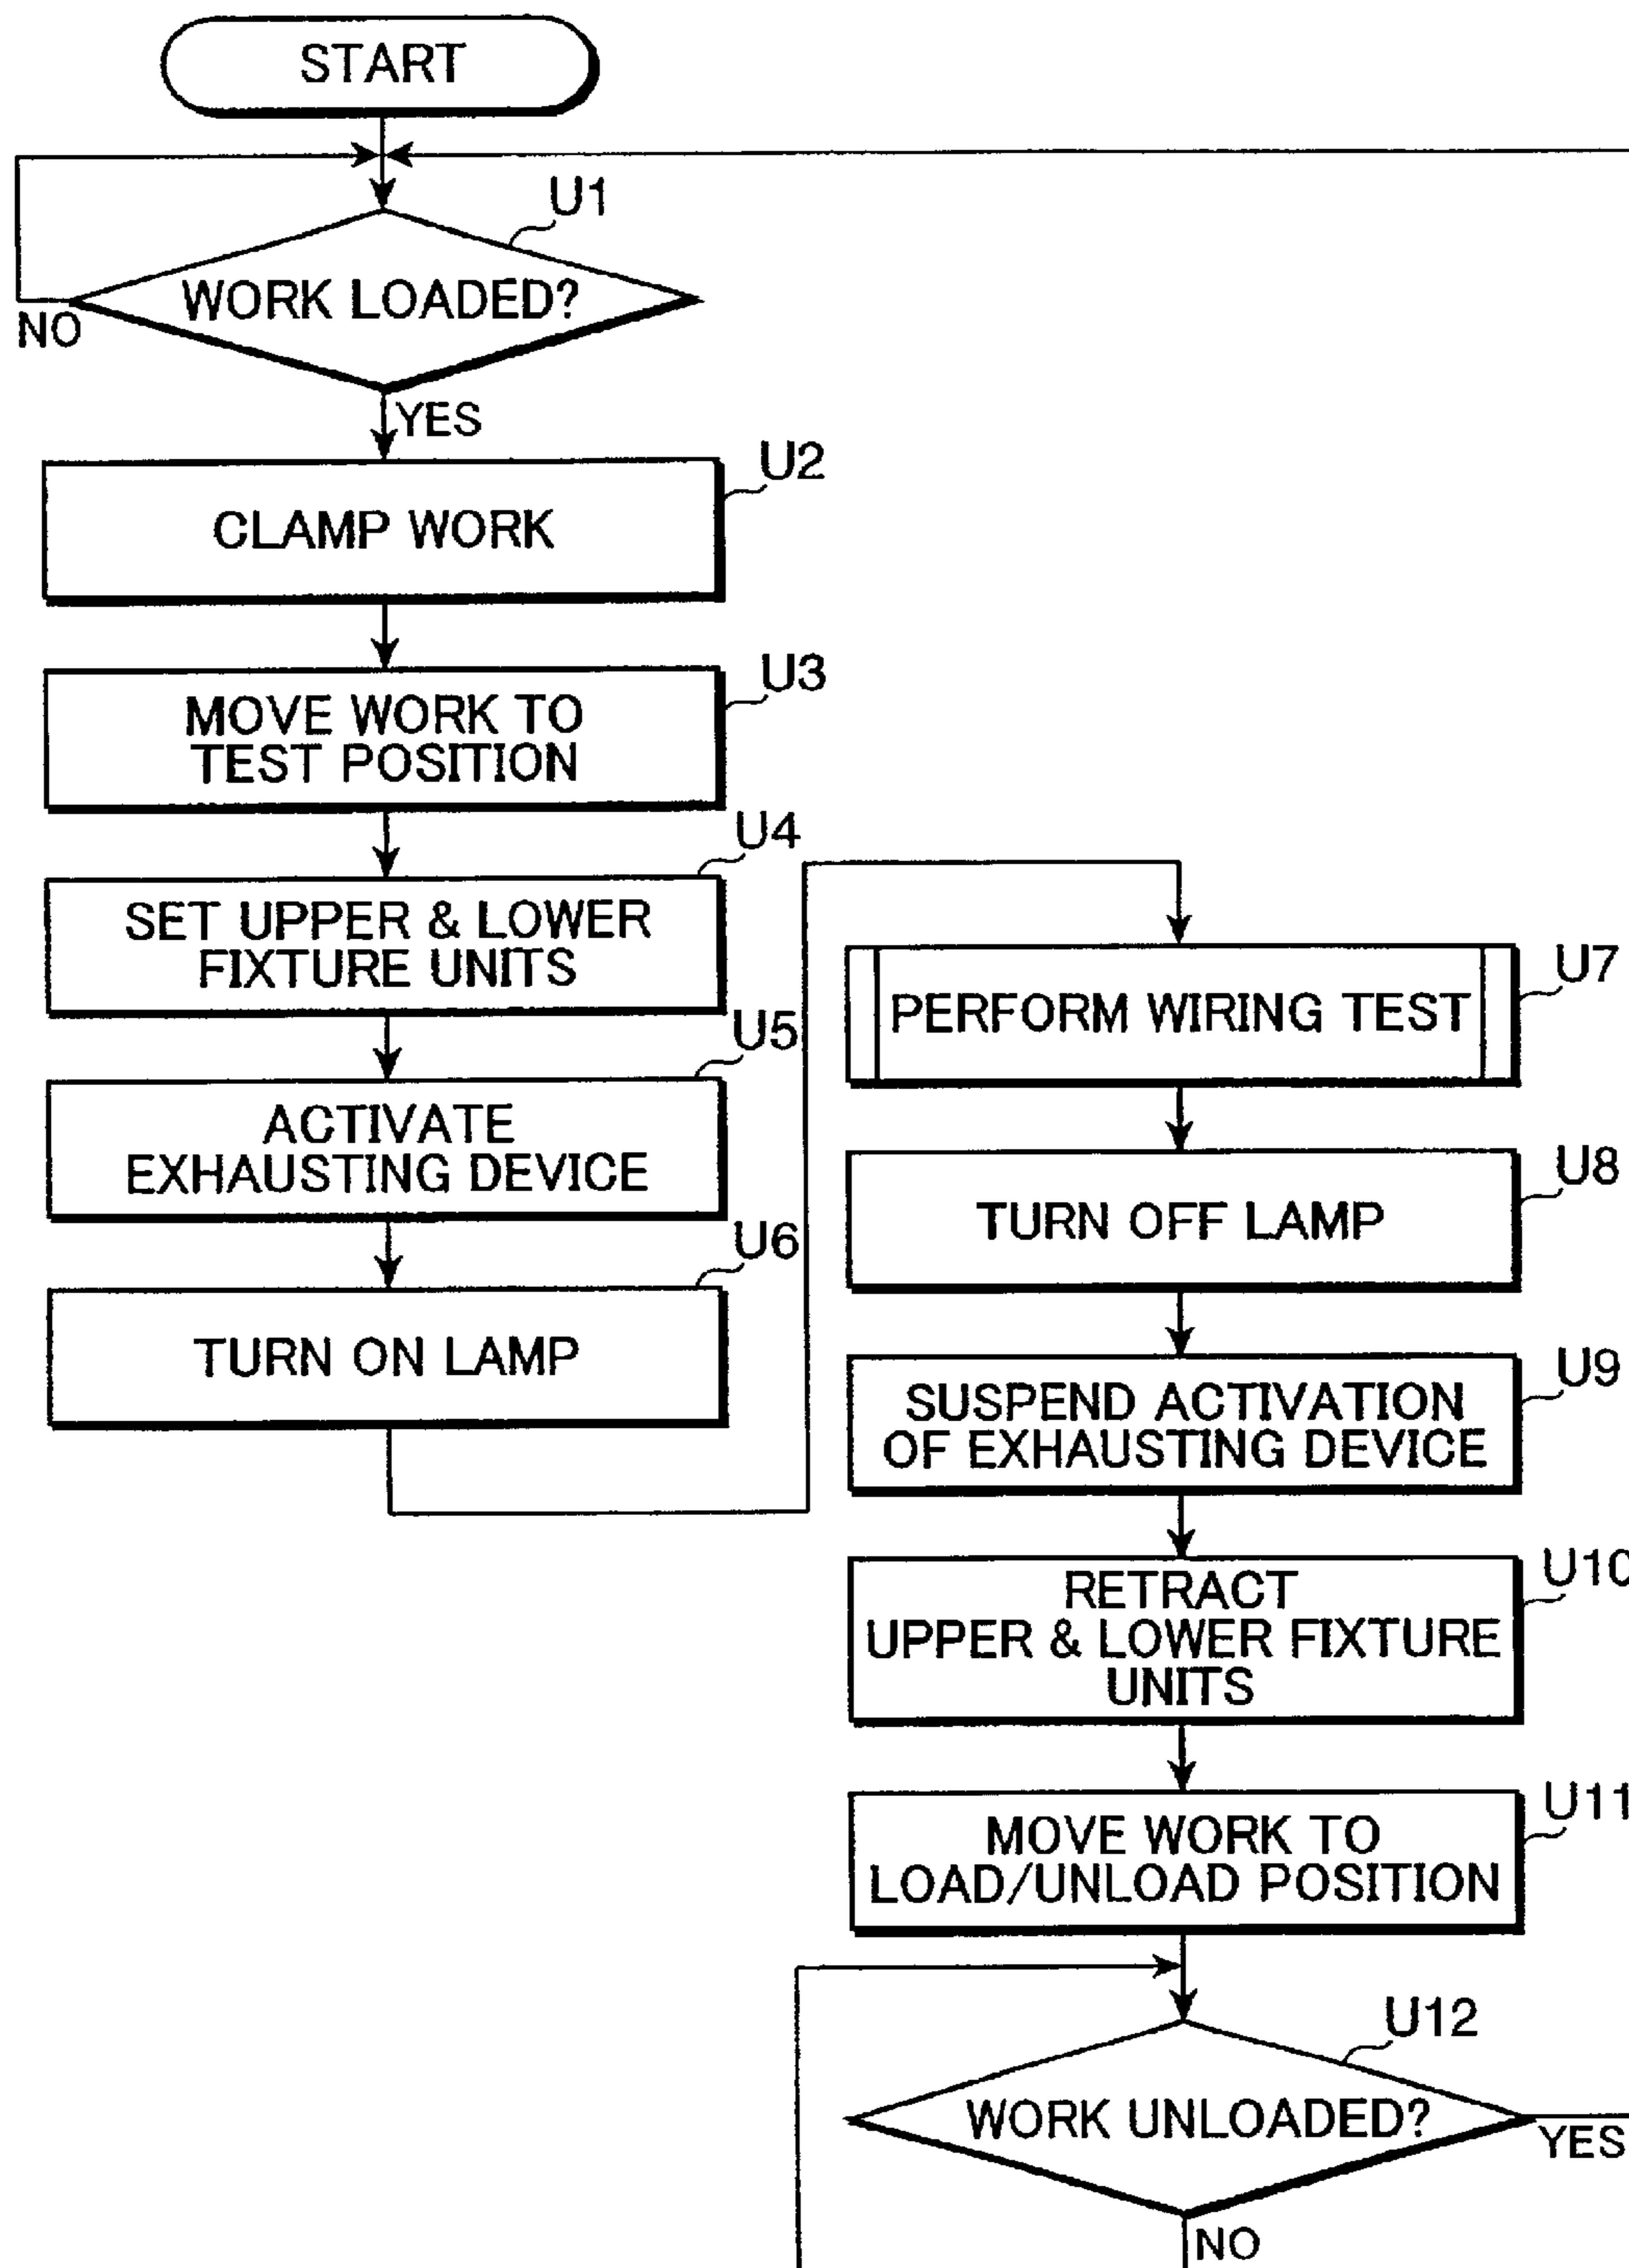 START
U1
WORK LOADED?
NO
YES
U2
CLAMP WORK
U3
MOVE WORK TO
TEST POSITION
U4
SET UPPER & LOWER
FIXTURE UNITS
U5
ACTIVATE
EXHAUSTING DEVICE
U6
TURN ON LAMP
U7
PERFORM WIRING TEST
U8
TURN OFF LAMP
U9
SUSPEND ACTIVATION
OF EXHAUSTING DEVICE
U10
RETRACT
UPPER & LOWER FIXTURE
UNITS
U11
MOVE WORK TO
LOAD/UNLOAD POSITION
U12
WORK UNLOADED?
YES
NO